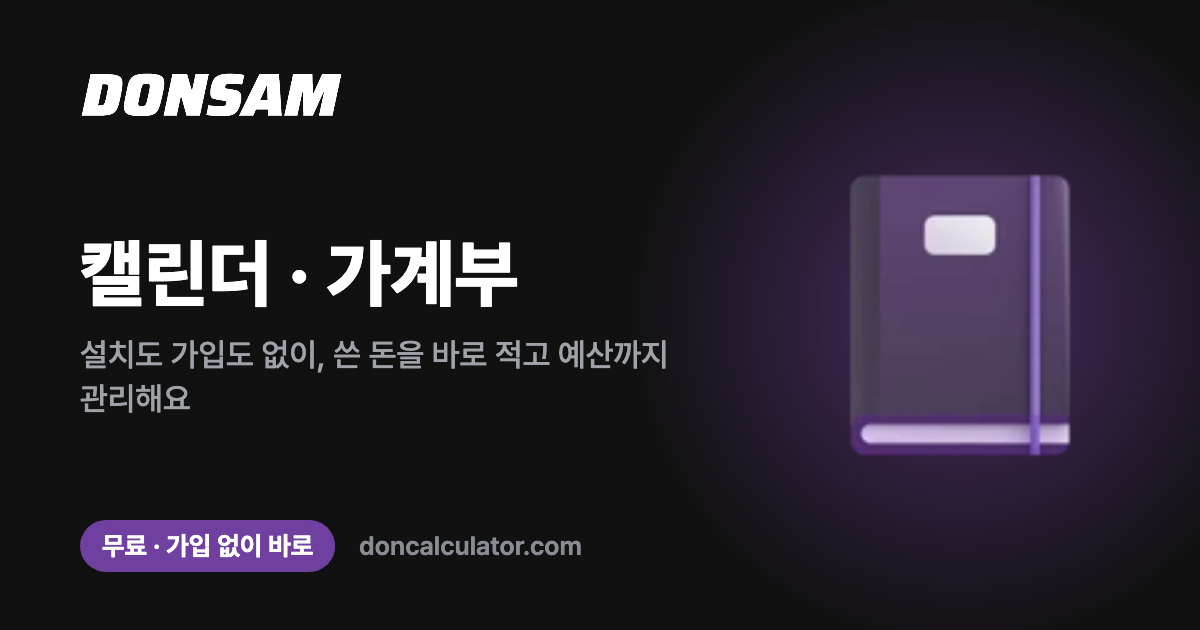 DONSAM
캘린더 · 가계부
설치도 가입도 없이, 쓴 돈을 바로 적고 예산까지
관리해요
무료 · 가입 없이 바로
doncalculator.com